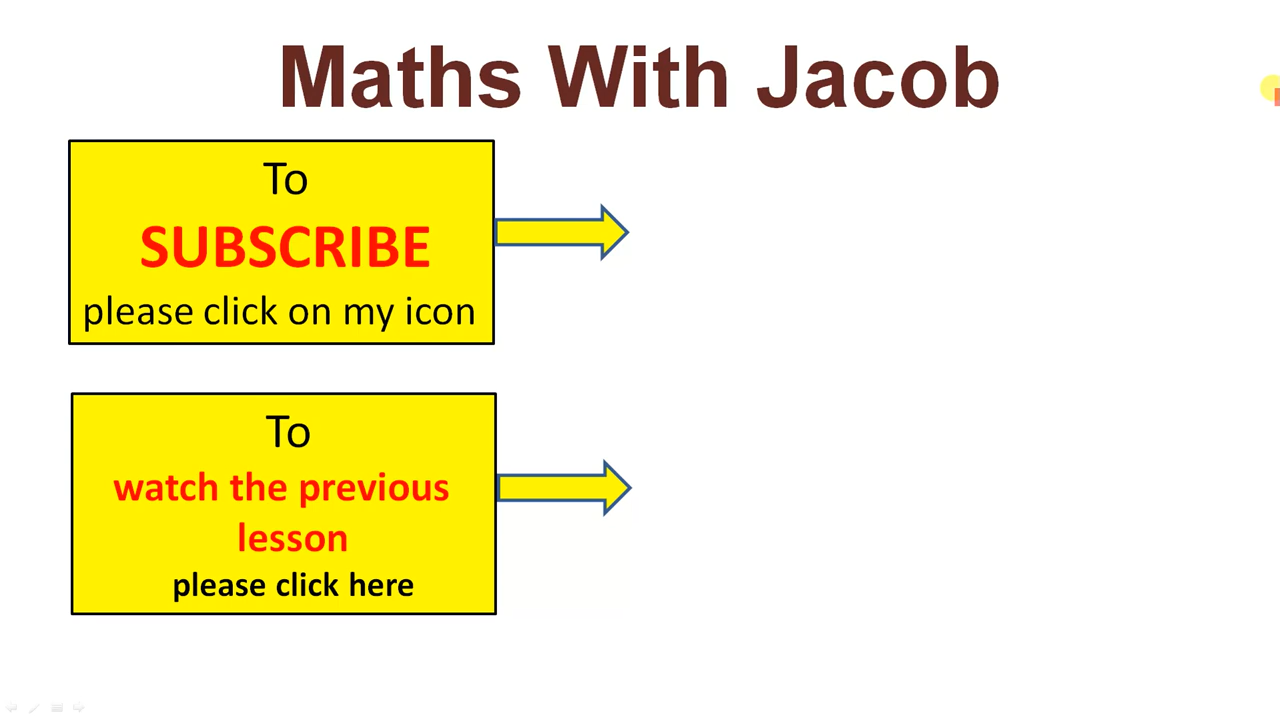 Maths With Jacob
To
SUBSCRIBE
please click on my icon
To
watch the previous
lesson
please click here